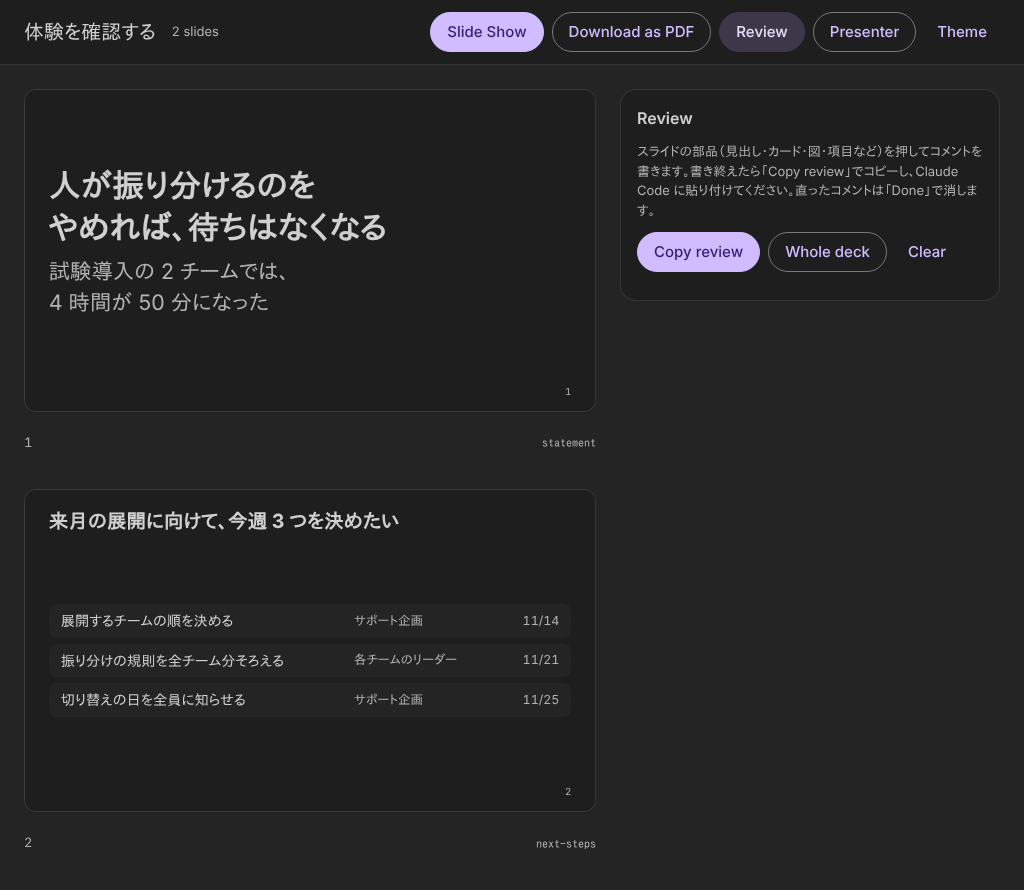 体験を確認する 2 slides Slide Show Download as PDF Review Presenter Theme
人が振り分けるのを
やめれば、待ちはなくなる
試験導入の 2 チームでは、
4 時間が 50 分になった
1
1 statement
Review
スライドの部品（見出し・カード・図・項目など）を押してコメントを
書きます。書き終えたら「Copy review」でコピーし、Claude
Code に貼り付けてください。直ったコメントは「Done」で消しま
す。
Copy review Whole deck Clear
来月の展開に向けて、今週 3 つを決めたい
展開するチームの順を決める サポート企画 11/14
振り分けの規則を全チーム分そろえる 各チームのリーダー 11/21
切り替えの日を全員に知らせる サポート企画 11/25
2
2 next-steps